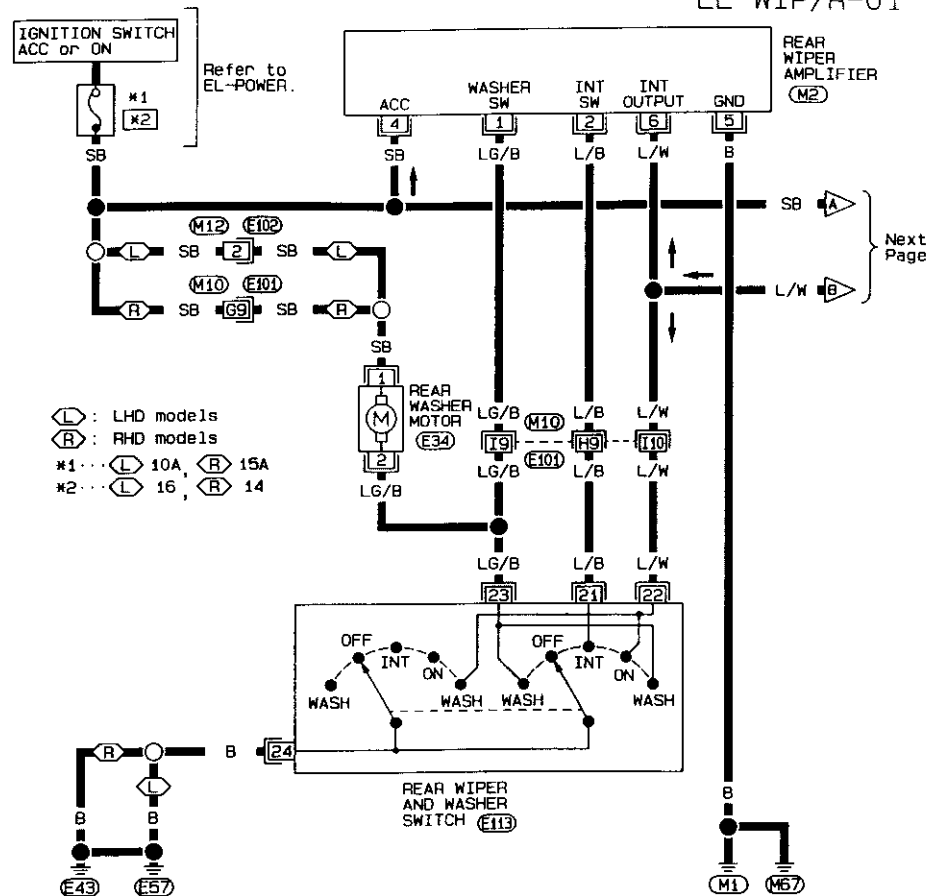 EL-WIP/R-01
IGNITION SWITCH
ACC or ON
Refer to
EL-POWER.
*1
*2
REAR
WIPER
AMPLIFIER
M2
ACC
WASHER
SW
INT
SW
INT
OUTPUT
GND
4 1 2 6 5
SB LG/B L/B L/W B
SB
SB A
M12 E102
L SB 2 SB L
M10 E101
R SB G9 SB R
L/W B
Next
Page
SB
1
M
2
REAR
WASHER
MOTOR
E34
LG/B
L : LHD models
R : RHD models
*1 ··· L 10A, R 15A
*2 ··· L 16 , R 14
LG/B L/B L/W
M10
I9 H9 I10
E101
LG/B L/B L/W
LG/B L/B L/W
23 21 22
OFF INT ON
WASH WASH
OFF INT ON
WASH WASH
24
R B
L
B B
E43 E57
REAR WIPER
AND WASHER
SWITCH E113
B
M1 M67